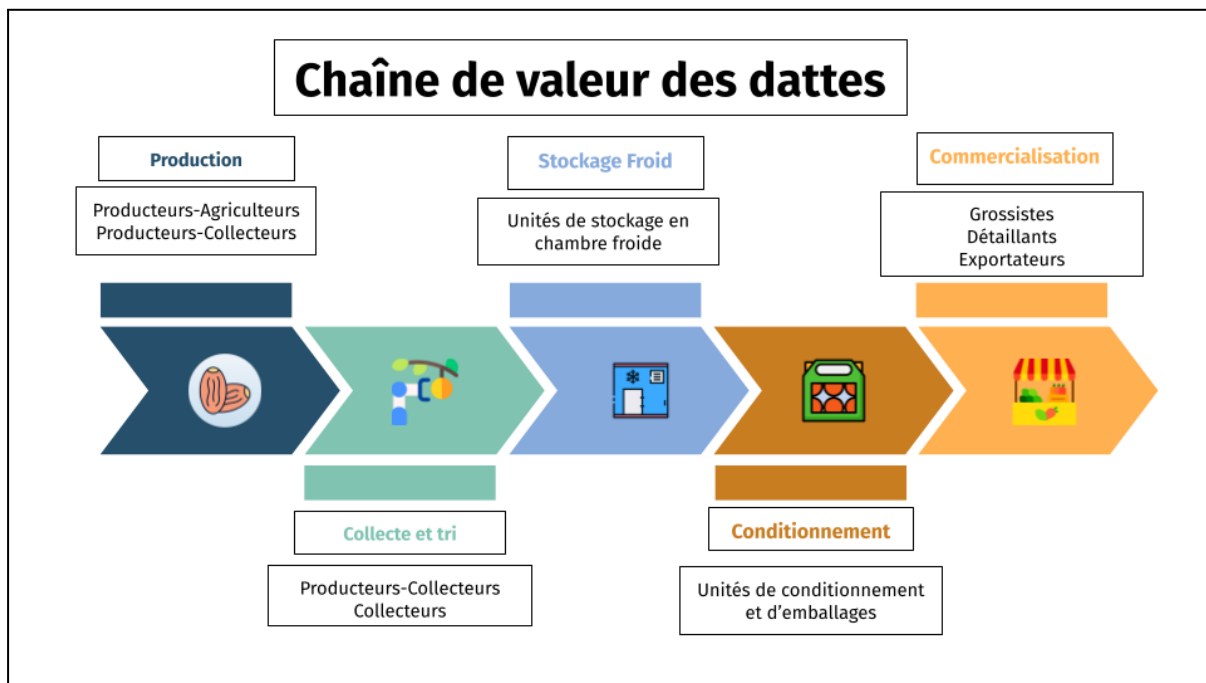 Chaîne de valeur des dattes
Production
Producteurs-Agriculteurs
Producteurs-Collecteurs
Collecte et tri
Producteurs-Collecteurs
Collecteurs
Stockage Froid
Unités de stockage en
chambre froide
Conditionnement
Unités de conditionnement
et d'emballages
Commercialisation
Grossistes
Détaillants
Exportateurs